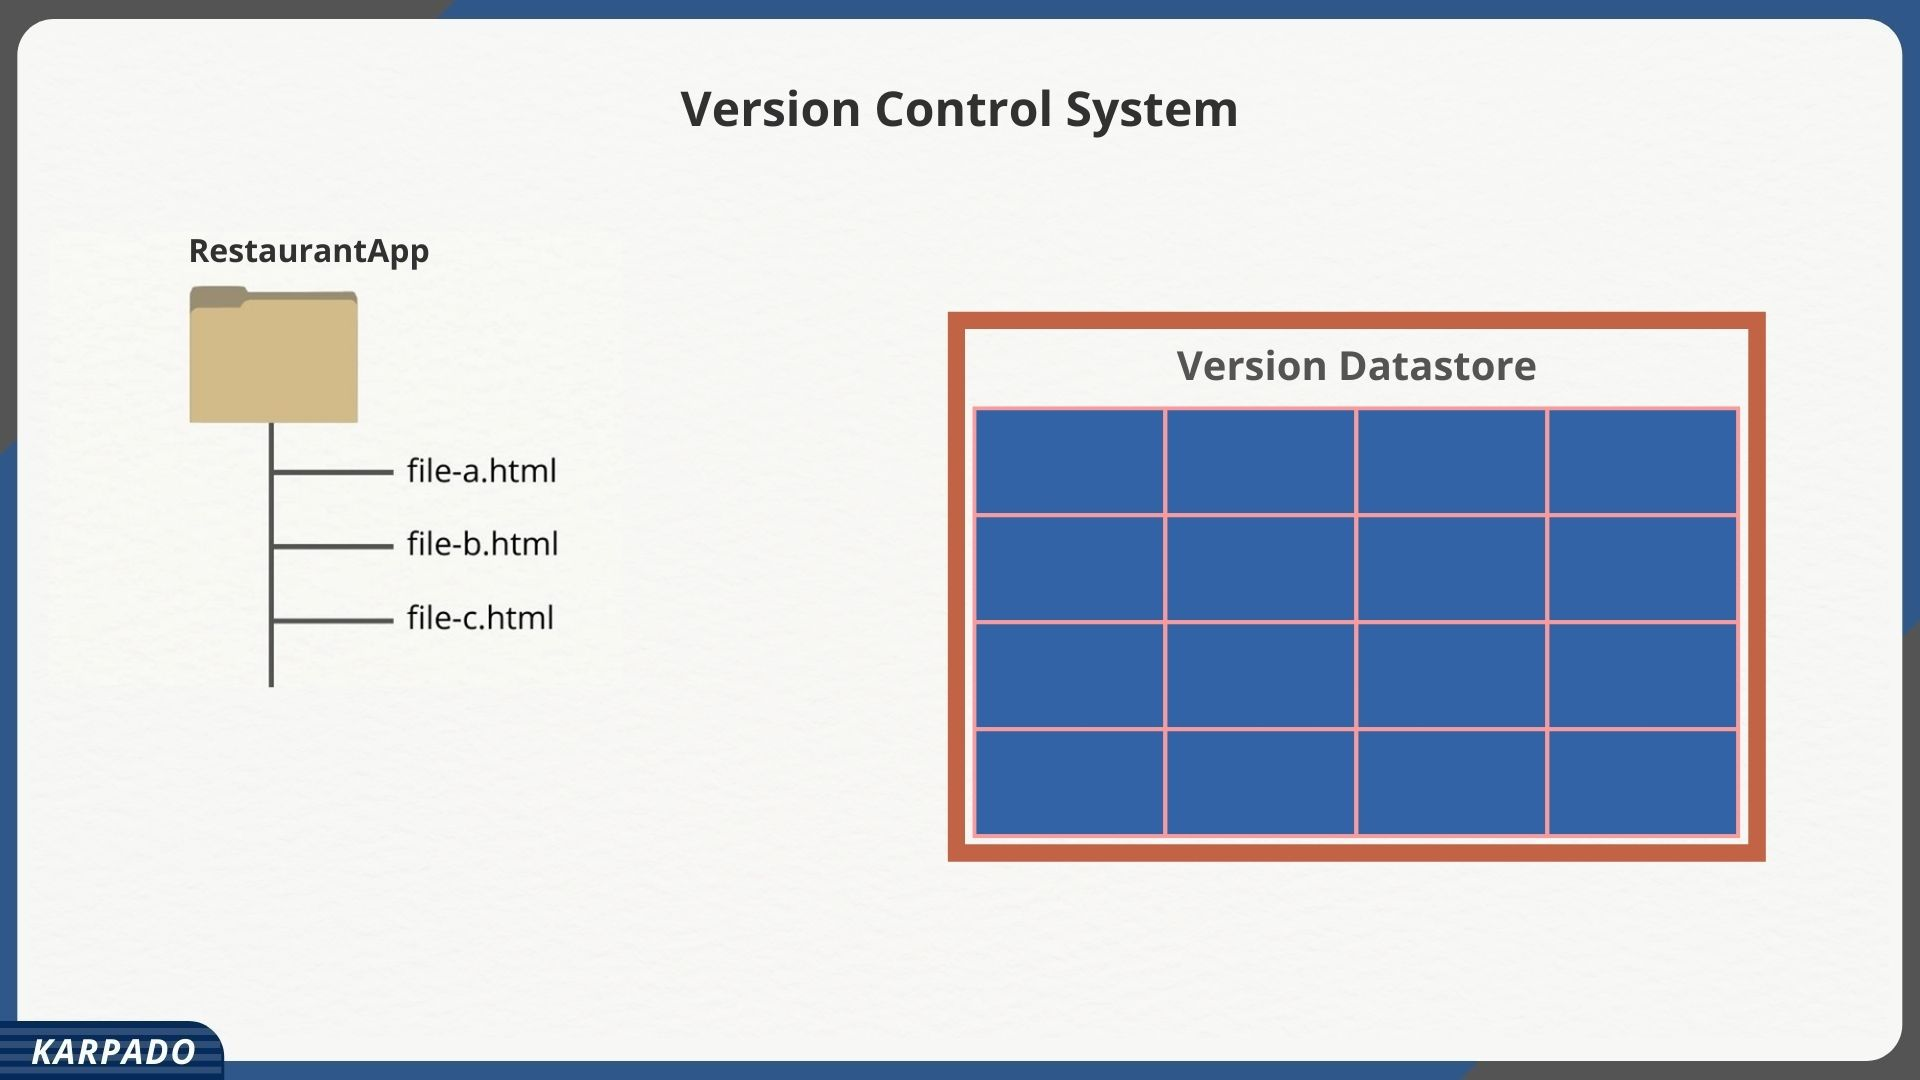 Version Control System
RestaurantApp
file-a.html
file-b.html
file-c.html
Version Datastore
KARPADO